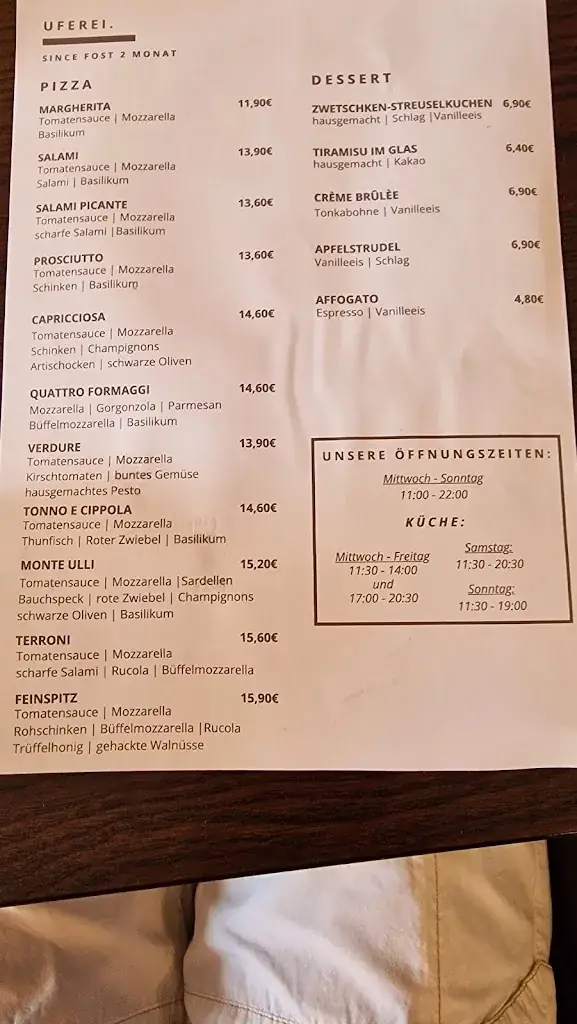 UFEREI.
SINCE FOST 2 MONAT
PIZZA
MARGHERITA 11,90€
Tomatensauce | Mozzarella
Basilikum
SALAMI 13,90€
Tomatensauce | Mozzarella
Salami | Basilikum
SALAMI PICANTE 13,60€
Tomatensauce | Mozzarella
scharfe Salami |Basilikum
PROSCIUTTO 13,60€
Tomatensauce | Mozzarella
Schinken | Basilikum
CAPRICCIOSA 14,60€
Tomatensauce | Mozzarella
Schinken | Champignons
Artischocken | schwarze Oliven
QUATTRO FORMAGGI 14,60€
Mozzarella | Gorgonzola | Parmesan
Büffelmozzarella | Basilikum
VERDURE 13,90€
Tomatensauce | Mozzarella
Kirschtomaten | buntes Gemüse
hausgemachtes Pesto
TONNO E CIPPOLA 14,60€
Tomatensauce | Mozzarella
Thunfisch | Roter Zwiebel | Basilikum
MONTE ULLI 15,20€
Tomatensauce | Mozzarella |Sardellen
Bauchspeck | rote Zwiebel | Champignons
schwarze Oliven | Basilikum
TERRONI 15,60€
Tomatensauce | Mozzarella
scharfe Salami | Rucola | Büffelmozzarella
FEINSPITZ 15,90€
Tomatensauce | Mozzarella
Rohschinken | Büffelmozzarella |Rucola
Trüffelhonig | gehackte Walnüsse
DESSERT
ZWETSCHKEN-STREUSELKUCHEN 6,90€
hausgemacht | Schlag |Vanilleeis
TIRAMISU IM GLAS 6,40€
hausgemacht | Kakao
CRÈME BRÛLÈE 6,90€
Tonkabohne | Vanilleeis
APFELSTRUDEL 6,90€
Vanilleeis | Schlag
AFFOGATO 4,80€
Espresso | Vanilleeis
UNSERE ÖFFNUNGSZEITEN:
Mittwoch - Sonntag
11:00 - 22:00
KÜCHE:
Mittwoch - Freitag
11:30 - 14:00
und
17:00 - 20:30
Samstag:
11:30 - 20:30
Sonntag:
11:30 - 19:00